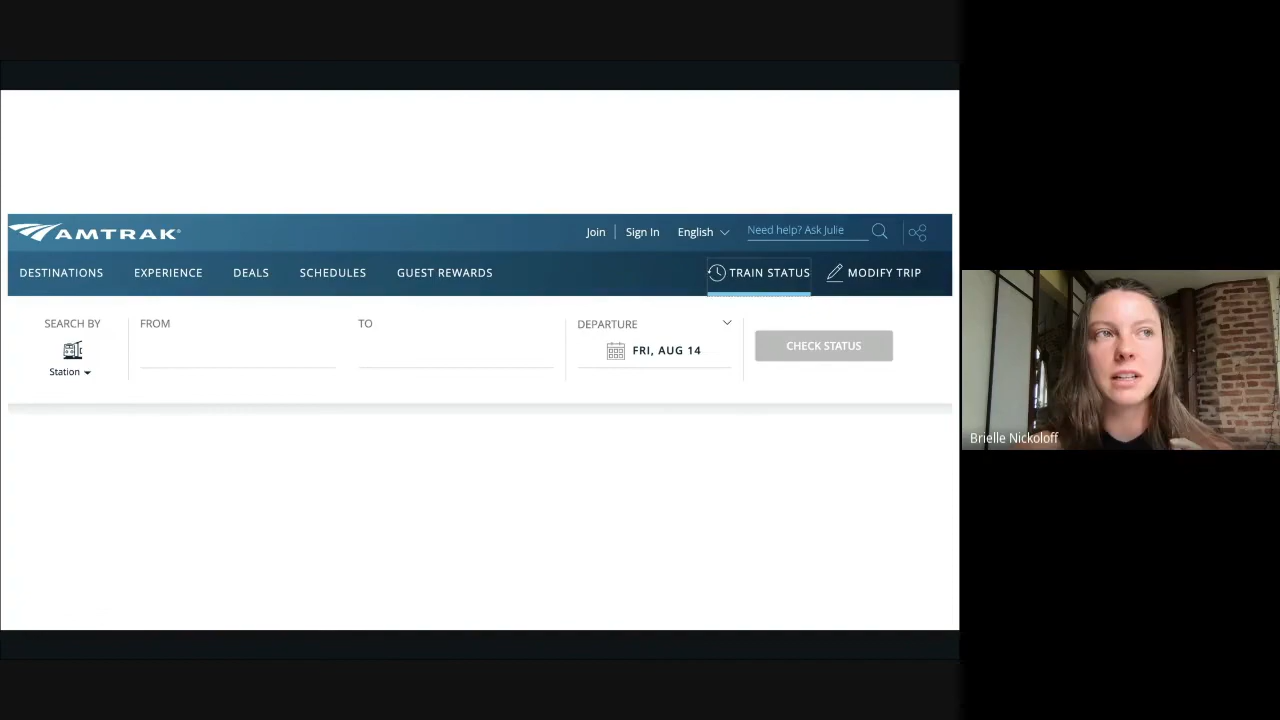 AMTRAK
Join
Sign In
English
Need help? Ask Julie
DESTINATIONS
EXPERIENCE
DEALS
SCHEDULES
GUEST REWARDS
TRAIN STATUS
MODIFY TRIP
SEARCH BY
Station
FROM
TO
DEPARTURE
FRI, AUG 14
CHECK STATUS
Brielle Nickoloff